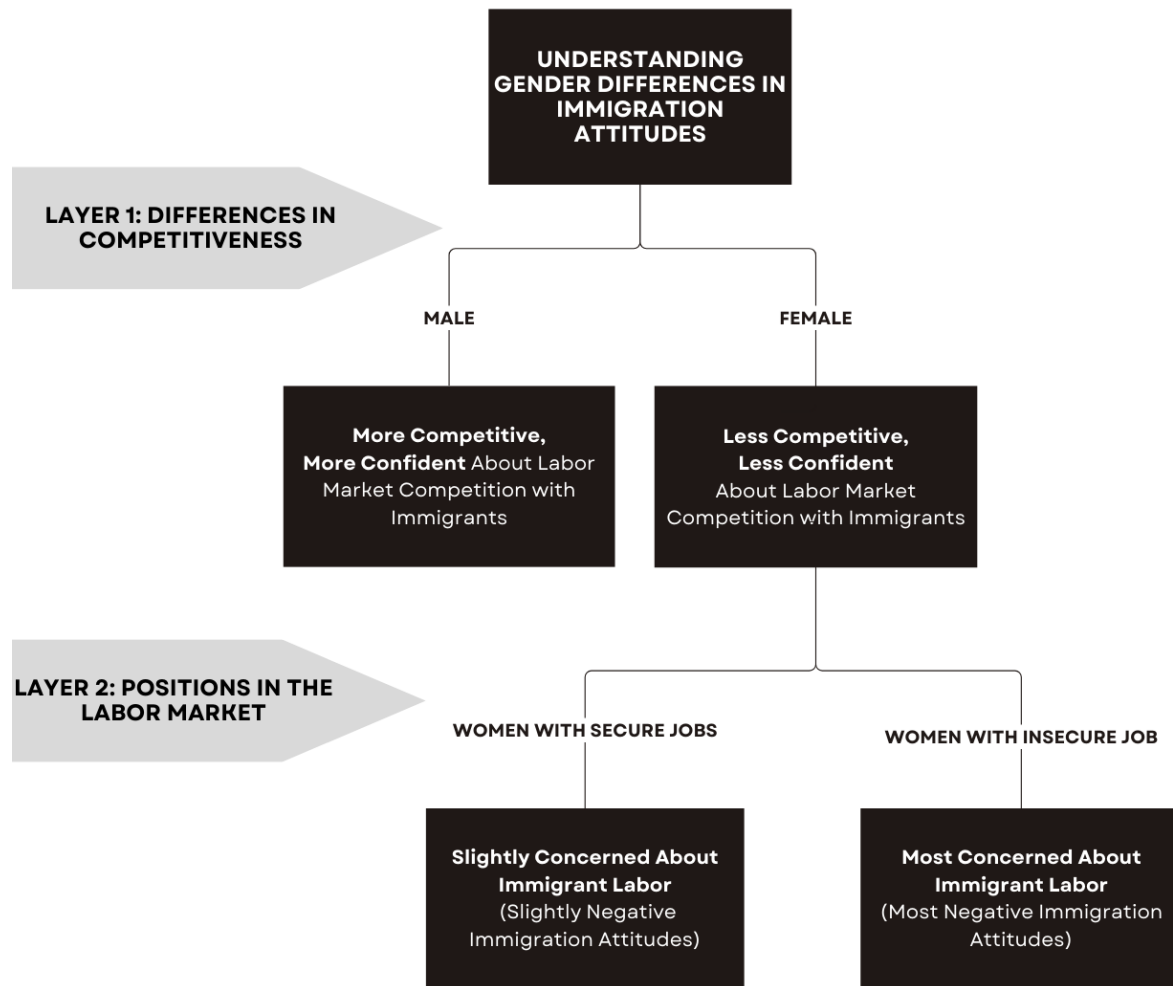 UNDERSTANDING
GENDER DIFFERENCES IN
IMMIGRATION
ATTITUDES
LAYER 1: DIFFERENCES IN
COMPETITIVENESS
MALE
FEMALE
More Competitive,
More Confident About Labor
Market Competition with
Immigrants
Less Competitive,
Less Confident
About Labor Market
Competition with Immigrants
LAYER 2: POSITIONS IN THE
LABOR MARKET
WOMEN WITH SECURE JOBS
WOMEN WITH INSECURE JOB
Slightly Concerned About
Immigrant Labor
(Slightly Negative
Immigration Attitudes)
Most Concerned About
Immigrant Labor
(Most Negative Immigration
Attitudes)